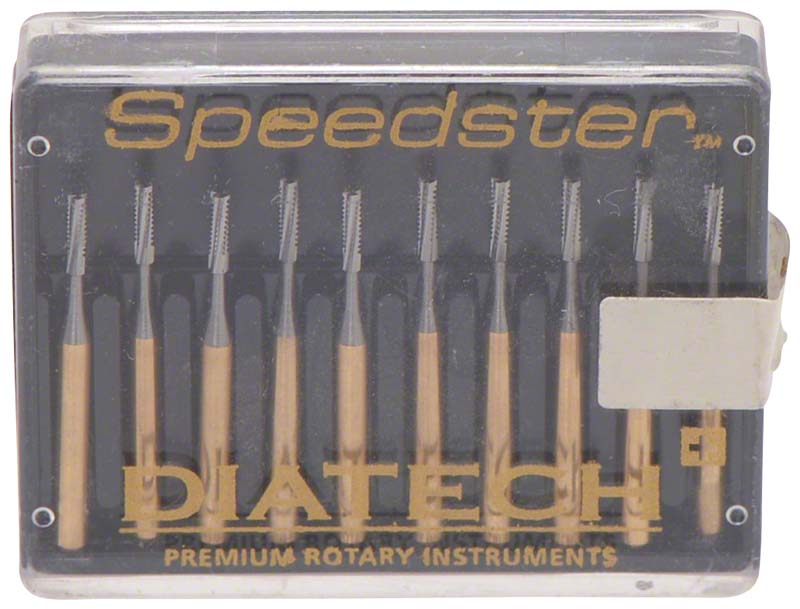 Speedster™
DIATECH
PREMIUM ROTARY INSTRUMENTS